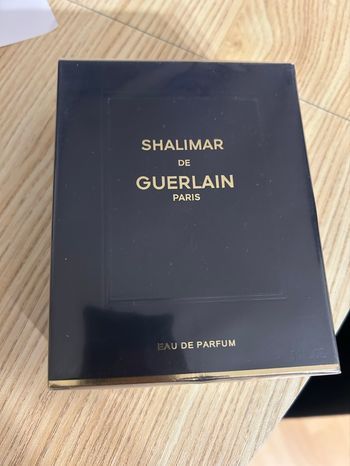 SHALIMAR
DE
GUERLAIN
PARIS
EAU DE PARFUM